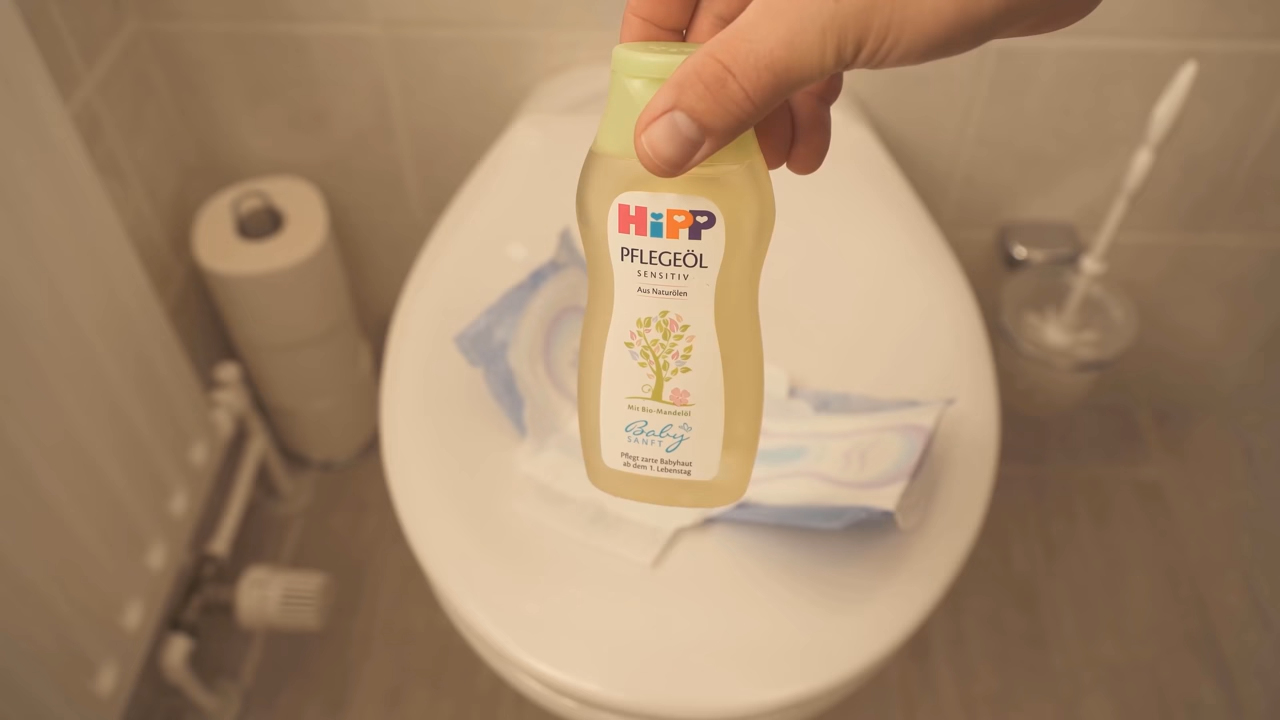 HiPP
PFLEGEÖL
SENSITIV
Aus Naturölen
Mit Bio-Mandelöl
Baby
SANFT
Pflegt zarte Babyhaut
ab dem 1. Lebenstag